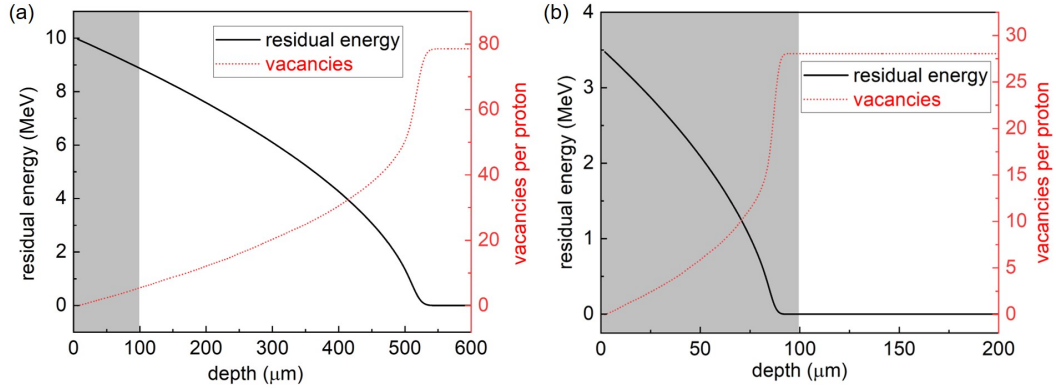 (a)
residual energy (MeV)
10
8
6
4
2
0
residual energy
vacancies
80
60
40
20
0
vacancies per proton
0 100 200 300 400 500 600
depth (μm)
(b)
residual energy (MeV)
4
3
2
1
0
residual energy
vacancies
30
25
20
15
10
5
0
vacancies per proton
0 50 100 150 200
depth (μm)